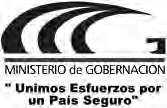 MINISTERIO de GOBERNACION
" Unimos Esfuerzos por
un País Seguro"